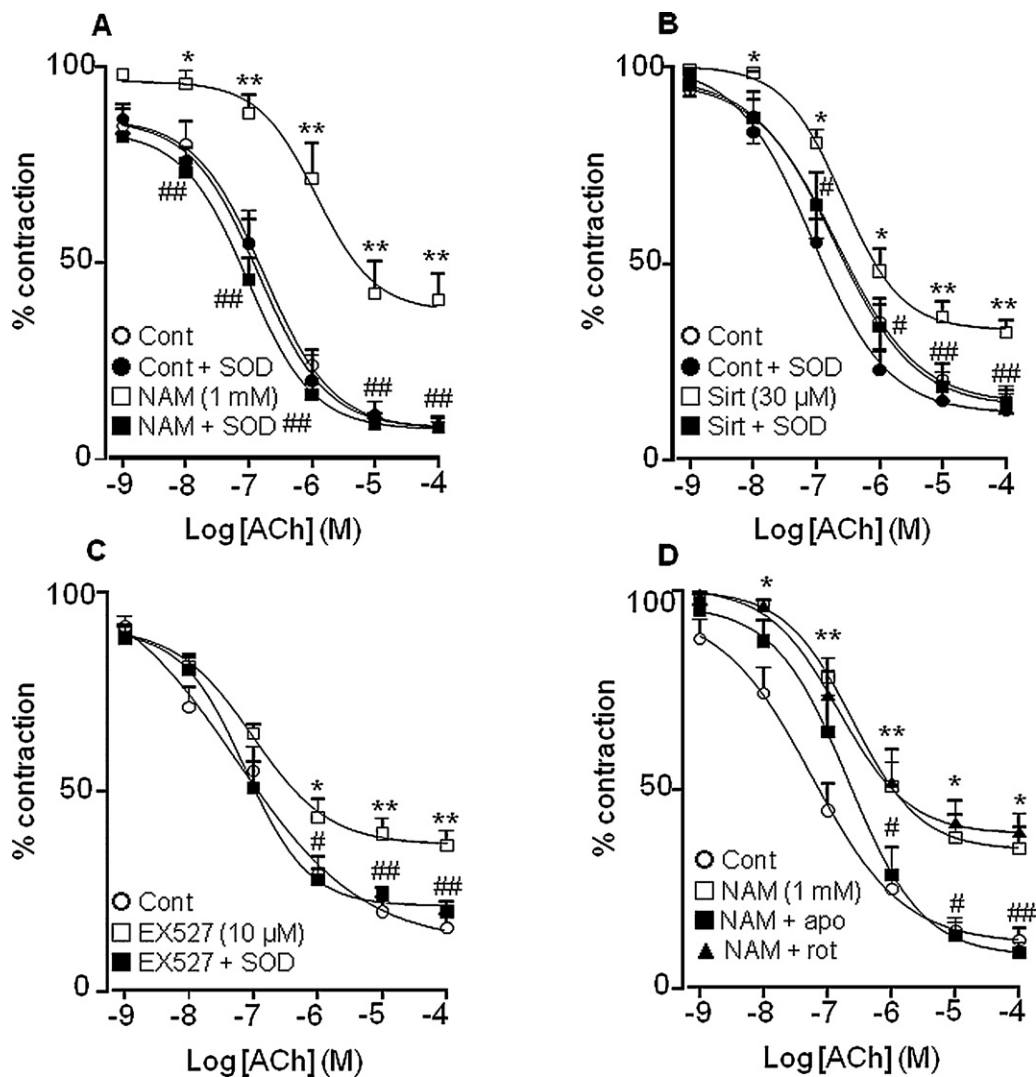 A
100
50
0
% contraction
*
**
**
**
**
##
##
##
##
##
Cont
Cont + SOD
NAM (1 mM)
NAM + SOD
-9 -8 -7 -6 -5 -4
Log [ACh] (M)
B
100
50
0
% contraction
*
*
#
*
**
**
#
##
##
Cont
Cont + SOD
Sirt (30 µM)
Sirt + SOD
-9 -8 -7 -6 -5 -4
Log [ACh] (M)
C
100
50
0
% contraction
*
**
**
#
##
##
Cont
EX527 (10 µM)
EX527 + SOD
-9 -8 -7 -6 -5 -4
Log [ACh] (M)
D
100
50
0
% contraction
*
**
**
*
*
#
#
##
Cont
NAM (1 mM)
NAM + apo
NAM + rot
-9 -8 -7 -6 -5 -4
Log [ACh] (M)